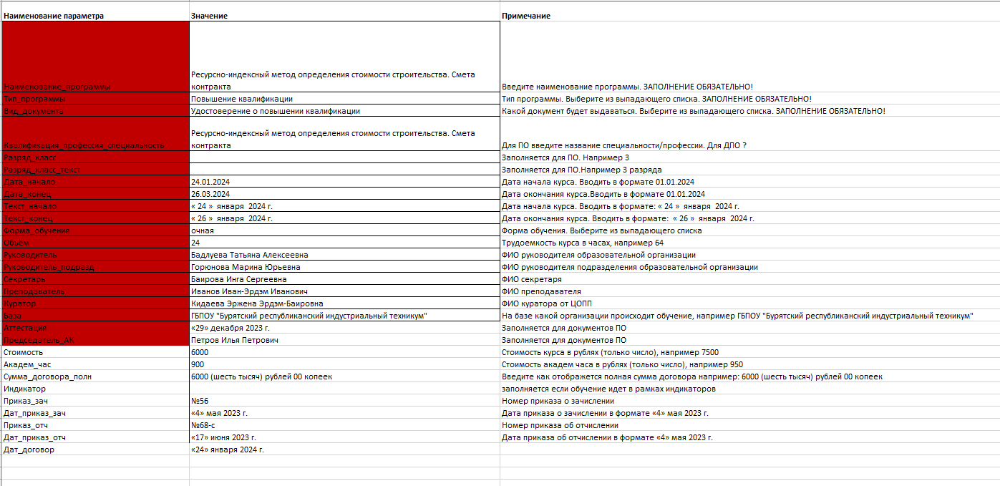 Наименование параметра Значение Примечание
Ресурсно-индексный метод определения стоимости строительства. Смета
Наименование_программы контракта Введите наименование программы. ЗАПОЛНЕНИЕ ОБЯЗАТЕЛЬНО!
Тип_программы Повышение квалификации Тип программы. Выберите из выпадающего списка. ЗАПОЛНЕНИЕ ОБЯЗАТЕЛЬНО!
Вид_документа Удостоверение о повышении квалификации Какой документ будет выдаваться. Выберите из выпадающего списка. ЗАПОЛНЕНИЕ ОБЯЗАТЕЛЬНО!
Ресурсно-индексный метод определения стоимости строительства. Смета
Квалификация_профессия_специальность контракта Для ПО введите название специальности/профессии. Для ДПО ?
Разряд_класс Заполняется для ПО. Например 3
Разряд_класс_текст Заполняется для ПО.Например 3 разряда
Дата_начало 24.01.2024 Дата начала курса. Вводить в формате 01.01.2024
Дата_конец 26.03.2024 Дата окончания курса.Вводить в формате 01.01.2024
Текст_начало « 24 » января 2024 г. Дата начала курса. Вводить в формате: « 24 » января 2024 г.
Текст_конец « 26 » января 2024 г. Дата окончания курса. Вводить в формате: « 26 » января 2024 г.
Форма_обучения очная Форма обучения. Выберите из выпадающего списка
Объём 24 Трудоемкость курса в часах, например 64
Руководитель Бадлуева Татьяна Алексеевна ФИО руководителя образовательной организации
Руководитель_подразд Горюнова Марина Юрьевна ФИО руководителя подразделения образовательной организации
Секретарь Баирова Инга Сергеевна ФИО секретаря
Преподаватель Иванов Иван-Эрдэм Иванович ФИО преподавателя
Куратор Кидаева Эржена Эрдэм-Баировна ФИО куратора от ЦОПП
База ГБПОУ "Бурятский республиканский индустриальный техникум" На базе какой организации происходит обучение, например ГБПОУ "Бурятский республиканский индустриальный техникум"
Аттестация «29» декабря 2023 г. Заполняется для документов ПО
Председатель_АК Петров Илья Петрович Заполняется для документов ПО
Стоимость 6000 Стоимость курса в рублях (только число), например 7500
Академ_час 900 Стоимость академ часа в рублях (только число), например 950
Сумма_договора_полн 6000 (шесть тысяч) рублей 00 копеек Введите как отображется полная сумма договора например: 6000 (шесть тысяч) рублей 00 копеек
Индикатор заполняется если обучение идет в рамках индикаторов
Приказ_зач №56 Номер приказа о зачислении
Дат_приказ_зач «4» мая 2023 г. Дата приказа о зачислении в формате «4» мая 2023 г.
Приказ_отч №68-с Номер приказа об отчислении
Дат_приказ_отч «17» июня 2023 г. Дата приказа об отчислении в формате «4» мая 2023 г.
Дат_договор «24» января 2024 г.